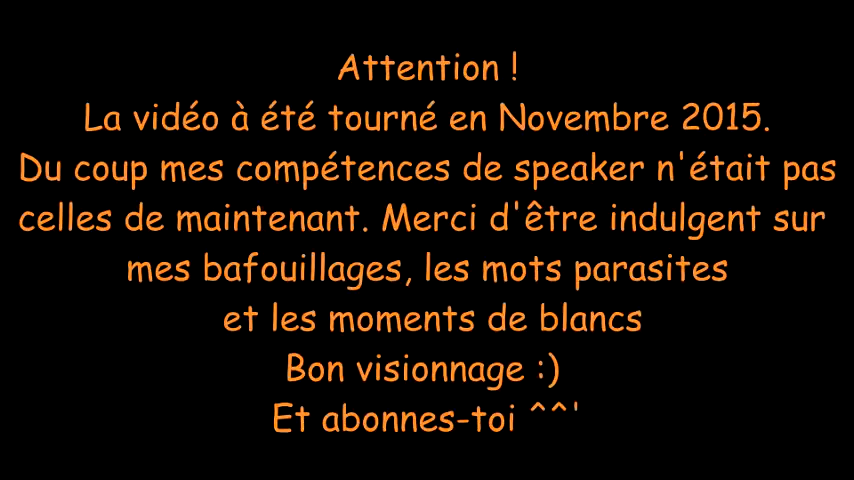 Attention !
La vidéo à été tourné en Novembre 2015.
Du coup mes compétences de speaker n'était pas
celles de maintenant. Merci d'être indulgent sur
mes bafouillages, les mots parasites
et les moments de blancs
Bon visionnage :)
Et abonnes-toi ^^'